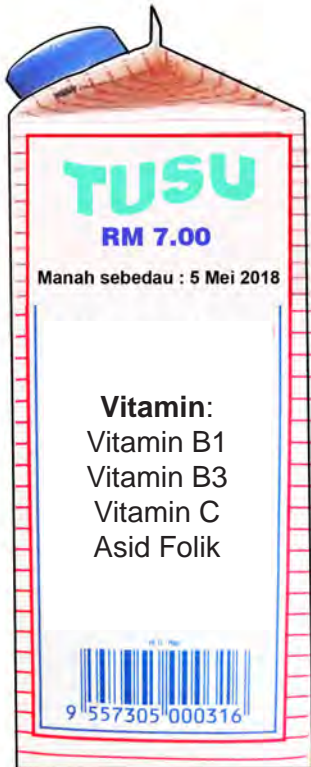 TUSU
RM 7.00
Manah sebedau : 5 Mei 2018
Vitamin:
Vitamin B1
Vitamin B3
Vitamin C
Asid Folik
9 557305 000316